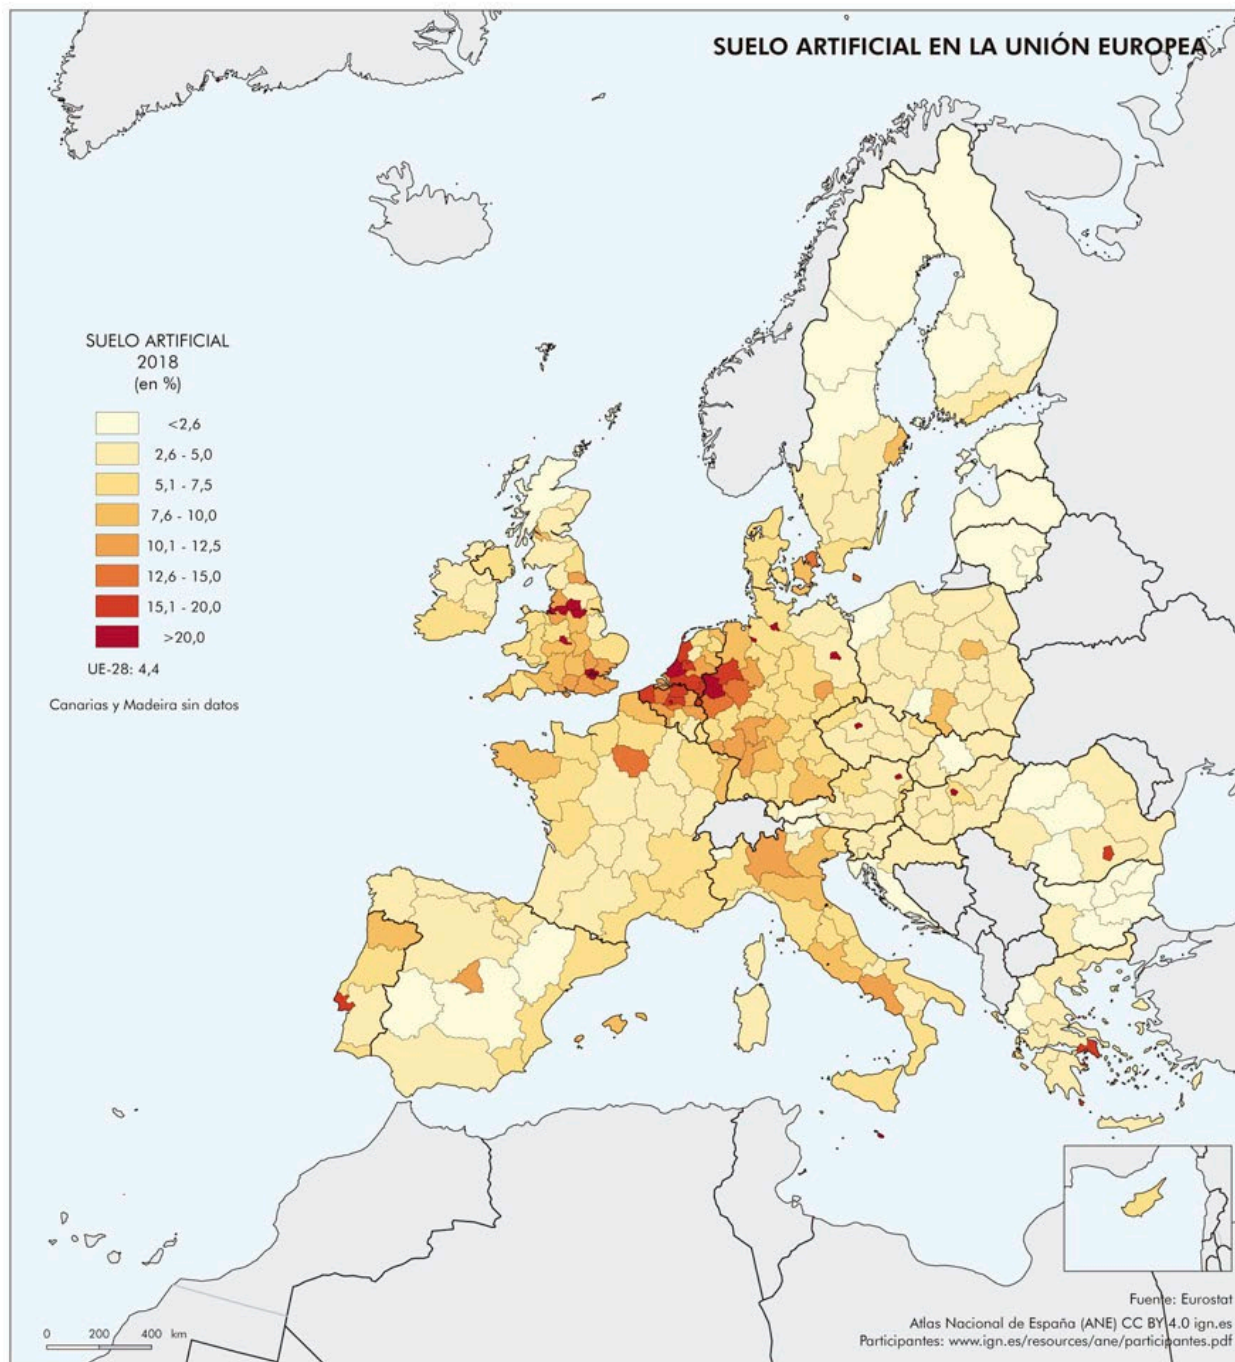 SUELO ARTIFICIAL EN LA UNIÓN EUROPEA
SUELO ARTIFICIAL
2018
(en %)
<2,6
2,6 - 5,0
5,1 - 7,5
7,6 - 10,0
10,1 - 12,5
12,6 - 15,0
15,1 - 20,0
>20,0
UE-28: 4,4
Canarias y Madeira sin datos
Fuente: Eurostat
Atlas Nacional de España (ANE) CC BY 4.0 ign.es
Participantes: www.ign.es/resources/ane/participantes.pdf
0 200 400 km